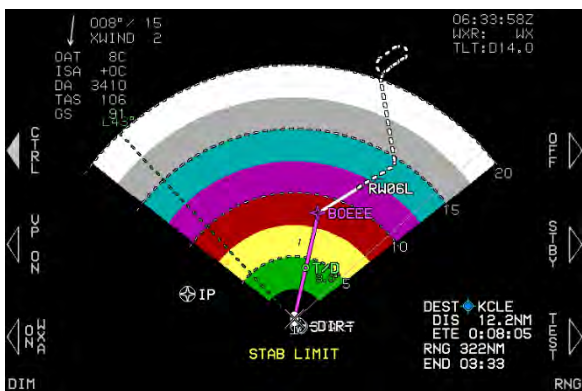 008°/ 15
XWIND 2
OAT 8C
ISA +0C
DA 3410
TAS 106
GS 91
L43°
06:33:58Z
WXR: WX
TLT:D14.0
CTRL
OFF
20
RW06L
15
BOEEE
10
VP ON
STBY
T/D
5
IP
DEST KCLE
DIS 12.2NM
ETE 0:08:05
RNG 322NM
END 03:33
WXA ON
TEST
STAB LIMIT
DIM
RNG